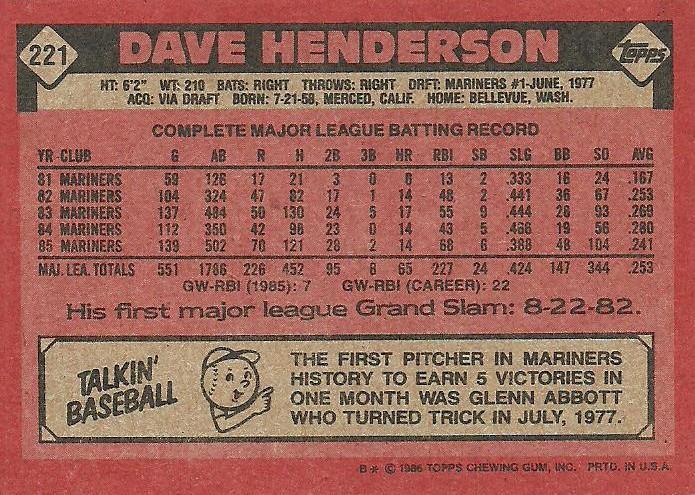 221
DAVE HENDERSON
Topps
HT: 6'2" WT: 210 BATS: RIGHT THROWS: RIGHT DRFT: MARINERS #1-JUNE, 1977
ACQ: VIA DRAFT BORN: 7-21-58, MERCED, CALIF. HOME: BELLEVUE, WASH.
COMPLETE MAJOR LEAGUE BATTING RECORD
YR CLUB G AB R H 2B 3B HR RBI SB SLG BB SO AVG
81 MARINERS 59 126 17 21 3 0 6 13 2 .333 16 24 .167
82 MARINERS 104 324 47 82 17 1 14 48 2 .441 36 67 .253
83 MARINERS 137 484 50 130 24 5 17 55 9 .444 28 93 .269
84 MARINERS 112 350 42 98 23 0 14 43 5 .466 19 56 .280
85 MARINERS 139 502 70 121 28 2 14 68 6 .388 48 104 .241
MAJ. LEA. TOTALS 551 1786 226 452 95 8 65 227 24 .424 147 344 .253
GW-RBI (1985): 7 GW-RBI (CAREER): 22
His first major league Grand Slam: 8-22-82.
TALKIN'
BASEBALL
THE FIRST PITCHER IN MARINERS
HISTORY TO EARN 5 VICTORIES IN
ONE MONTH WAS GLENN ABBOTT
WHO TURNED TRICK IN JULY, 1977.
B* © 1986 TOPPS CHEWING GUM, INC. PRTD. IN U.S.A.